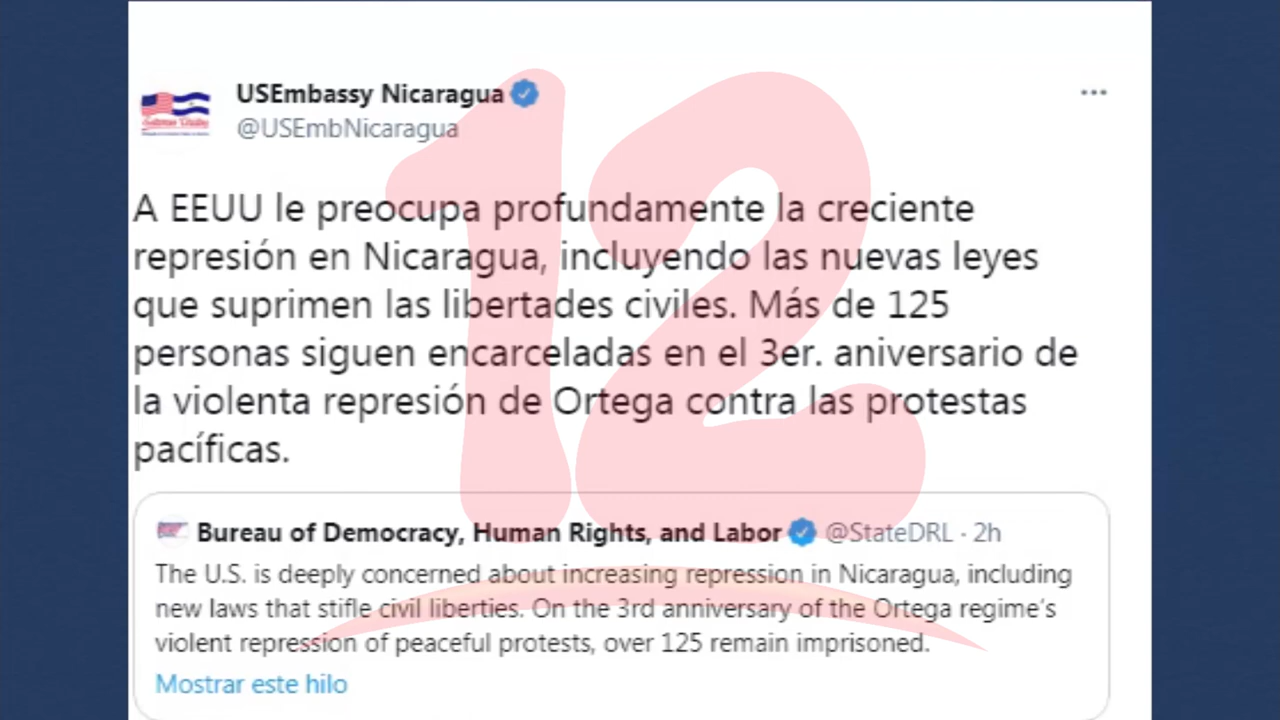 USEmbassy Nicaragua
@USEmbNicaragua
A EEUU le preocupa profundamente la creciente
represión en Nicaragua, incluyendo las nuevas leyes
que suprimen las libertades civiles. Más de 125
personas siguen encarceladas en el 3er. aniversario de
la violenta represión de Ortega contra las protestas
pacíficas.
Bureau of Democracy, Human Rights, and Labor @StateDRL · 2h
The U.S. is deeply concerned about increasing repression in Nicaragua, including
new laws that stifle civil liberties. On the 3rd anniversary of the Ortega regime's
violent repression of peaceful protests, over 125 remain imprisoned.
Mostrar este hilo
12